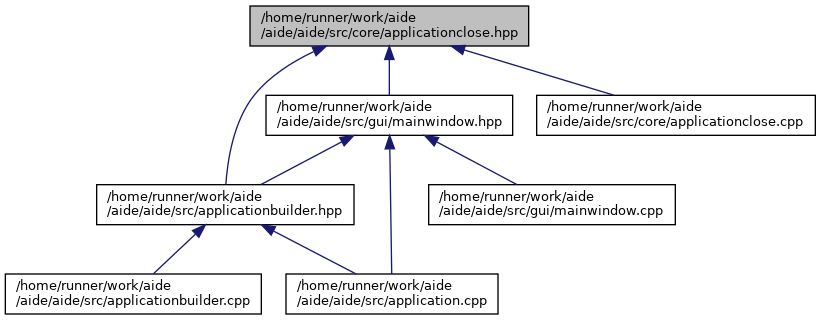 /home/runner/work/aide
/aide/aide/src/core/applicationclose.hpp
/home/runner/work/aide
/aide/aide/src/gui/mainwindow.hpp
/home/runner/work/aide
/aide/aide/src/core/applicationclose.cpp
/home/runner/work/aide
/aide/aide/src/applicationbuilder.hpp
/home/runner/work/aide
/aide/aide/src/gui/mainwindow.cpp
/home/runner/work/aide
/aide/aide/src/applicationbuilder.cpp
/home/runner/work/aide
/aide/aide/src/application.cpp